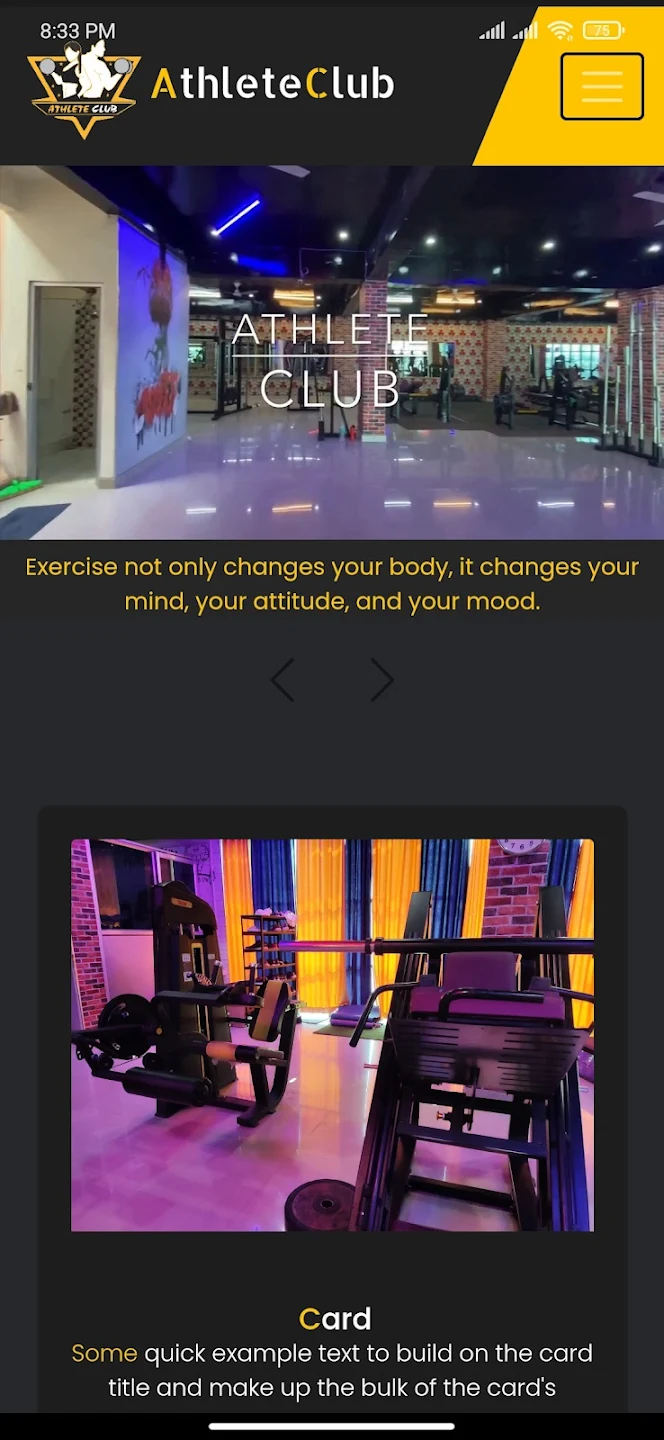 8:33 PM
75
ATHLETE CLUB
AthleteClub
ATHLETE
CLUB
Exercise not only changes your body, it changes your
mind, your attitude, and your mood.
Card
Some quick example text to build on the card
title and make up the bulk of the card's